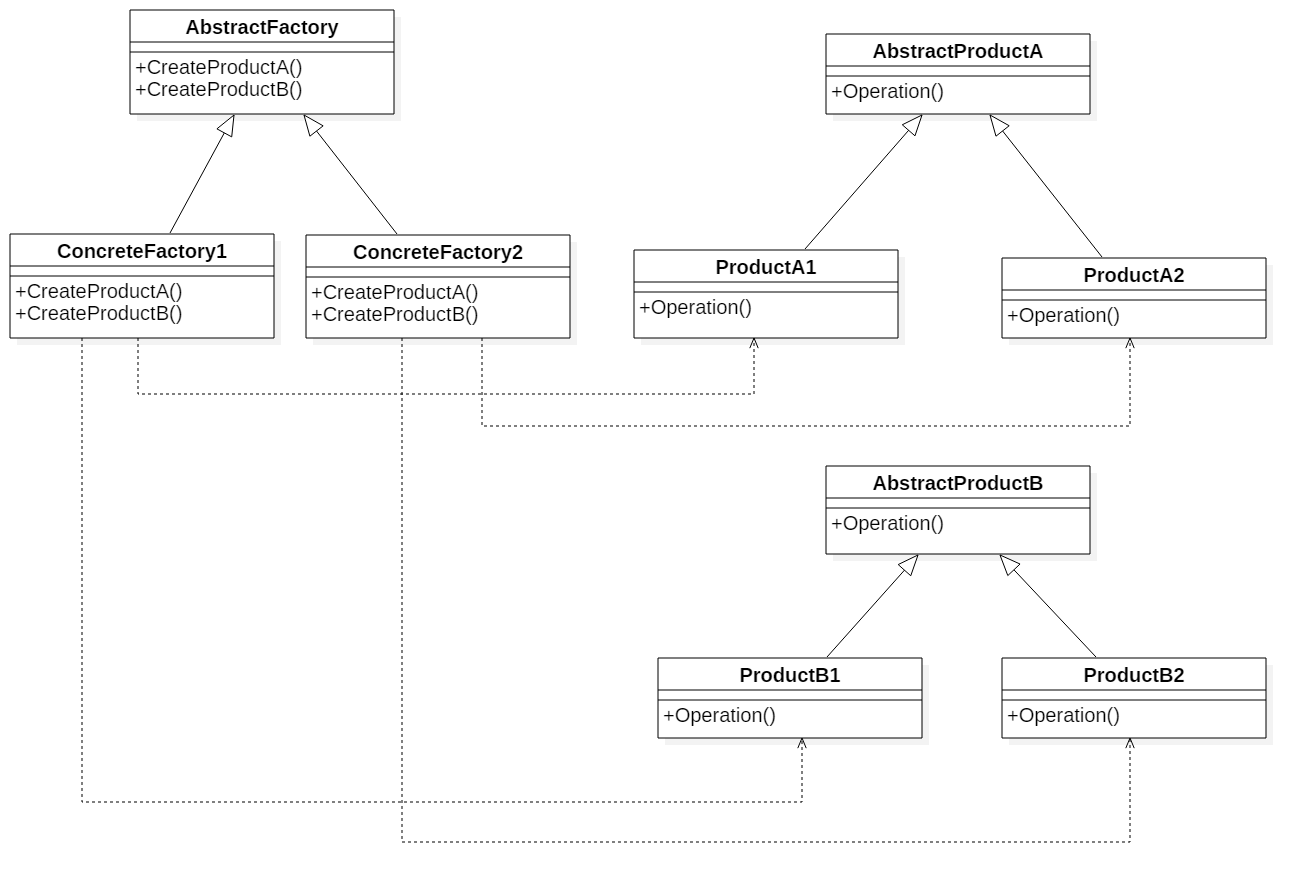 AbstractFactory
+CreateProductA()
+CreateProductB()
AbstractProductA
+Operation()
ConcreteFactory1
+CreateProductA()
+CreateProductB()
ConcreteFactory2
+CreateProductA()
+CreateProductB()
ProductA1
+Operation()
ProductA2
+Operation()
AbstractProductB
+Operation()
ProductB1
+Operation()
ProductB2
+Operation()